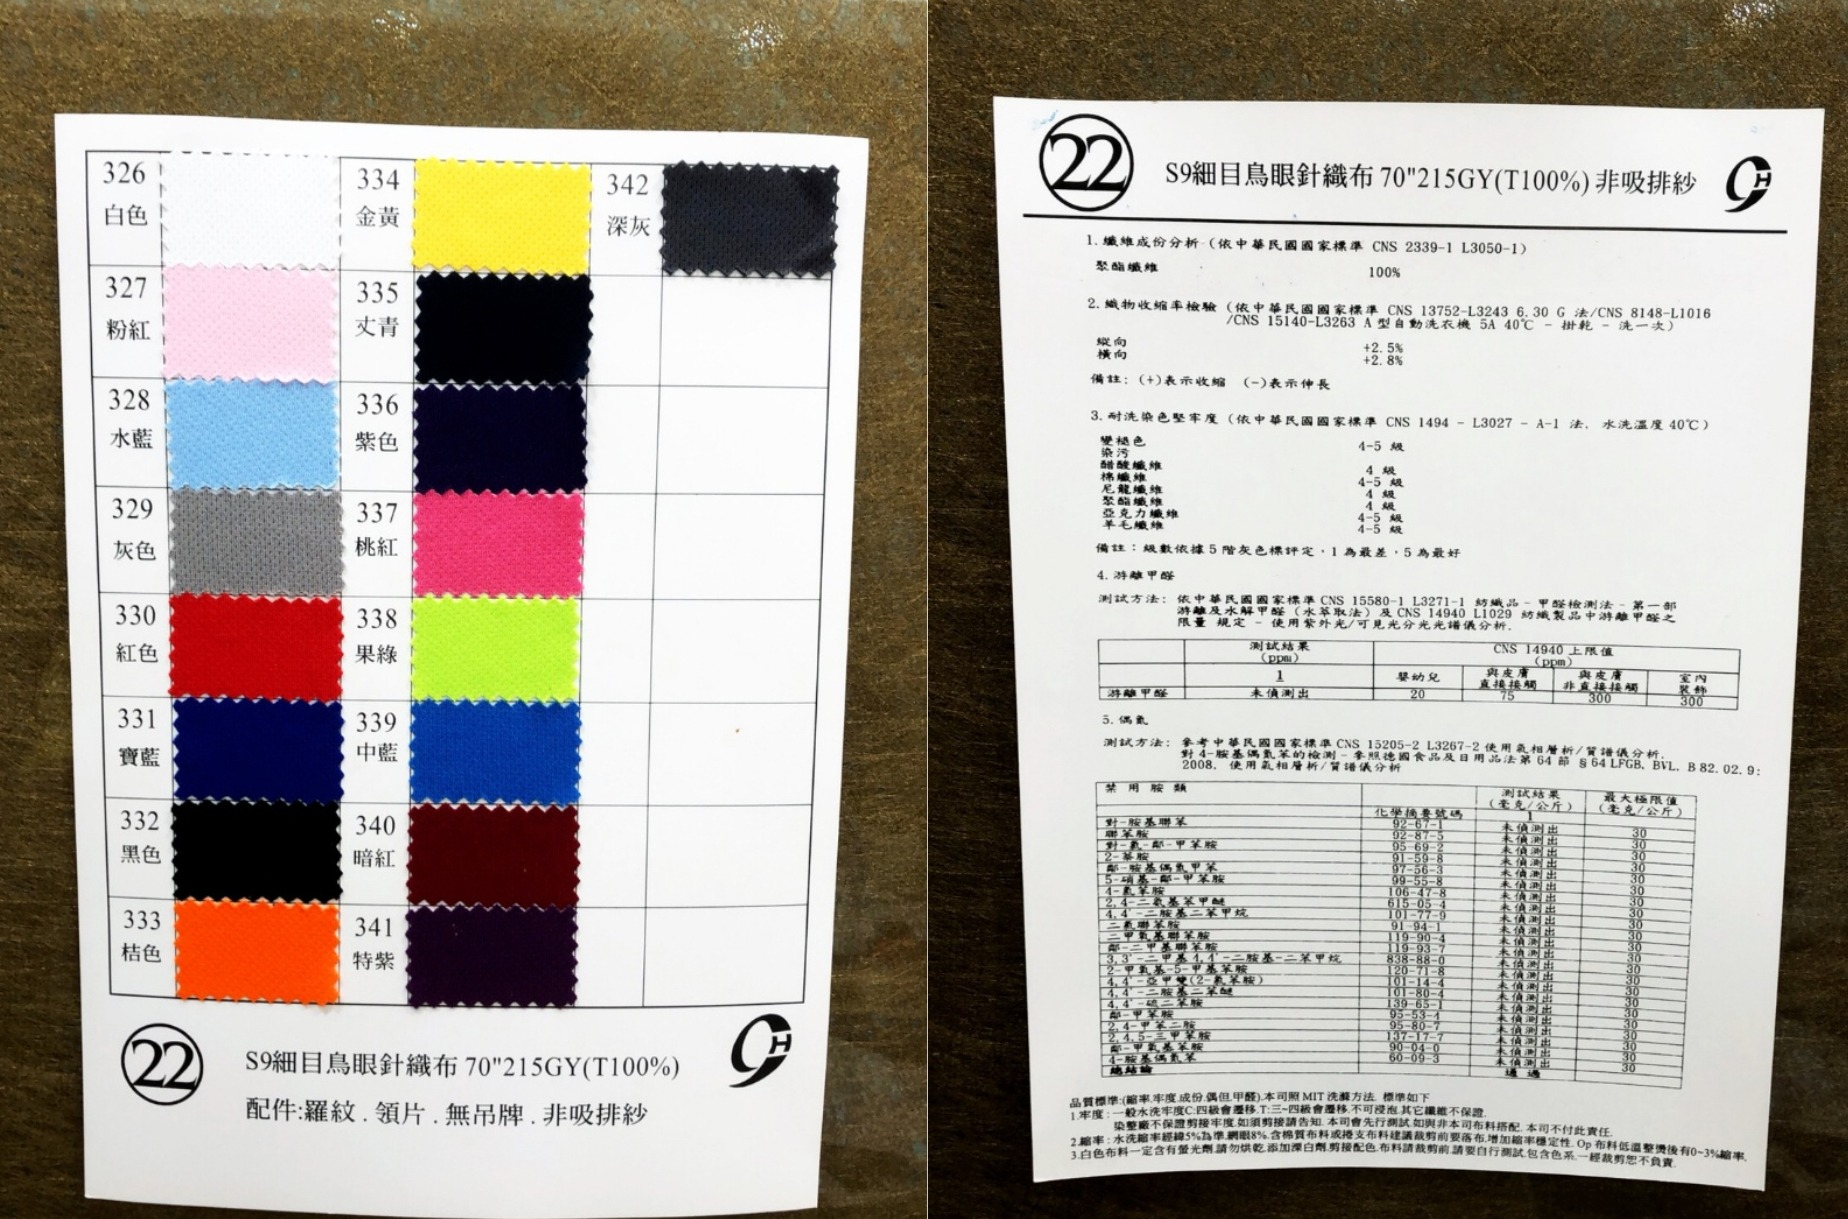 326
白色
334
金黃
342
深灰
327
粉紅
335
丈青
328
水藍
336
紫色
329
灰色
337
桃紅
330
紅色
338
果綠
331
寶藍
339
中藍
332
黑色
340
暗紅
333
桔色
341
特紫
22
S9細目鳥眼針織布 70"215GY(T100%)
配件:羅紋 . 領片 . 無吊牌 . 非吸排紗
9H
22
S9細目鳥眼針織布 70"215GY(T100%) 非吸排紗
9H
1. 纖維成份分析 (依中華民國國家標準 CNS 2339-1 L3050-1)
聚酯纖維 100%
2. 織物收縮率檢驗 (依中華民國國家標準 CNS 13752-L3243 6.30 G 法/CNS 8148-L1016
/CNS 15140-L3263 A 型自動洗衣機 5A 40℃ - 掛乾 - 洗一次)
縱向 +2.5%
橫向 +2.8%
備註: (+)表示收縮 (-)表示伸長
3. 耐洗染色堅牢度 (依中華民國國家標準 CNS 1494 - L3027 - A-1 法, 水洗溫度 40℃)
變褪色 4-5 級
染污
醋酸纖維 4 級
棉纖維 4-5 級
尼龍纖維 4 級
聚酯纖維 4 級
亞克力纖維 4-5 級
羊毛纖維 4-5 級
備註：級數依據 5 階灰色標評定，1 為最差，5 為最好
4. 游離甲醛
測試方法: 依中華民國國家標準 CNS 15580-1 L3271-1 紡織品 - 甲醛檢測法 - 第一部
游離及水解甲醛 (水萃取法) 及 CNS 14940 L1029 紡織製品中游離甲醛之
限量 規定 - 使用紫外光/可見光分光光譜儀分析.
測試結果 (ppm) CNS 14940 上限值 (ppm)
1 嬰幼兒 與皮膚直接接觸 與皮膚非直接接觸 室內裝飾
游離甲醛 未偵測出 20 75 300 300
5. 偶氮
測試方法: 參考中華民國國家標準 CNS 15205-2 L3267-2 使用氣相層析/質譜儀分析,
對 4-胺基偶氮苯的檢測 - 參照德國食品及日用品法第 64 節 §64 LFGB, BVL, B 82.02.9:
2008, 使用氣相層析/質譜儀分析
禁用胺類 化學摘要號碼 測試結果 (毫克/公斤) 最大極限值 (毫克/公斤)
1
對-胺基聯苯 92-67-1 未偵測出 30
聯苯胺 92-87-5 未偵測出 30
對-氯-鄰-甲苯胺 95-69-2 未偵測出 30
2-萘胺 91-59-8 未偵測出 30
鄰-胺基偶氮甲苯 97-56-3 未偵測出 30
5-硝基-鄰-甲苯胺 99-55-8 未偵測出 30
4-氯苯胺 106-47-8 未偵測出 30
2,4-二氨基苯甲醚 615-05-4 未偵測出 30
4,4'-二胺基二苯甲烷 101-77-9 未偵測出 30
二氯聯苯胺 91-94-1 未偵測出 30
二甲氧基聯苯胺 119-90-4 未偵測出 30
鄰-二甲基聯苯胺 119-93-7 未偵測出 30
3,3'-二甲基4,4'-二胺基-二苯甲烷 838-88-0 未偵測出 30
2-甲氧基-5-甲基苯胺 120-71-8 未偵測出 30
4,4'-亞甲雙(2-氯苯胺) 101-14-4 未偵測出 30
4,4'-二胺基二苯醚 101-80-4 未偵測出 30
4,4'-硫二苯胺 139-65-1 未偵測出 30
鄰-甲苯胺 95-53-4 未偵測出 30
2,4-甲苯二胺 95-80-7 未偵測出 30
2,4,5-三甲苯胺 137-17-7 未偵測出 30
鄰-甲氧基苯胺 90-04-0 未偵測出 30
4-胺基偶氮苯 60-09-3 未偵測出 30
總結論 通過
品質標準:(縮率.牢度.成份.偶但.甲醛).本司照 MIT 洗滌方法. 標準如下
1.牢度：一般水洗牢度C:四級會遷移.T:三~四級會遷移.不可浸泡.其它纖維不保證.
染整廠不保證剪接牢度.如須剪接請告知. 本司會先行測試.如與非本司布料搭配. 本司不付此責任.
2.縮率：水洗縮率經緯5%為準.網眼8%. 含棉質布料或捲支布料建議裁剪前要落布.增加縮率穩定性. Op 布料低溫整燙後有0~3%縮率.
3.白色布料一定含有螢光劑.請勿烘乾.添加漂白劑.剪接配色.布料請裁剪前.請要自行測試.包含色系.一經裁剪恕不負責.